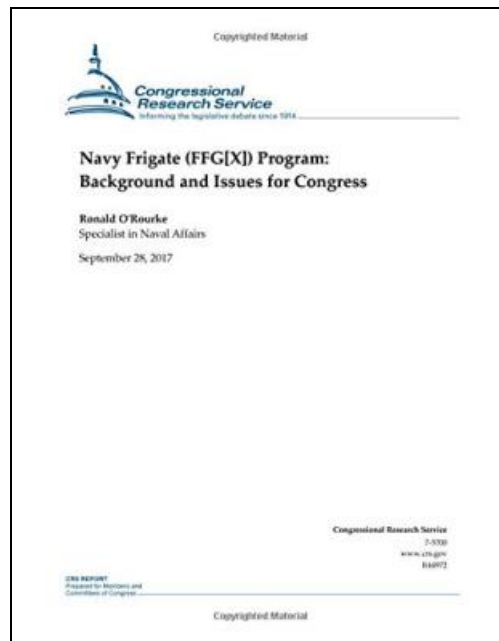 Copyrighted Material
Congressional
Research Service
Informing the legislative debate since 1914
Navy Frigate (FFG[X]) Program:
Background and Issues for Congress
Ronald O'Rourke
Specialist in Naval Affairs
September 28, 2017
Congressional Research Service
7-5700
www.crs.gov
R44972
CRS REPORT
Prepared for Members and
Committees of Congress
Copyrighted Material